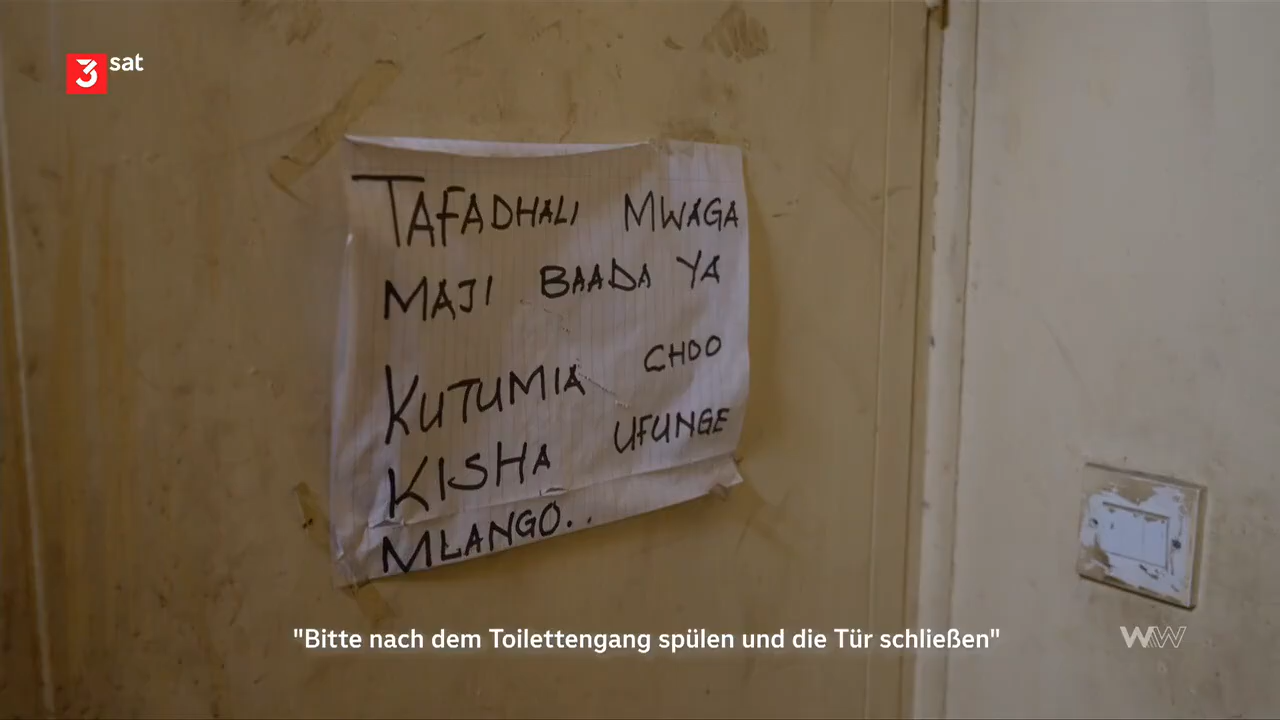 3sat
TAFADHALI MWAGA
MAJI BAADA YA
KUTUMIA CHOO
KISHA UFUNGE
MLANGO..
"Bitte nach dem Toilettengang spülen und die Tür schließen"
WW